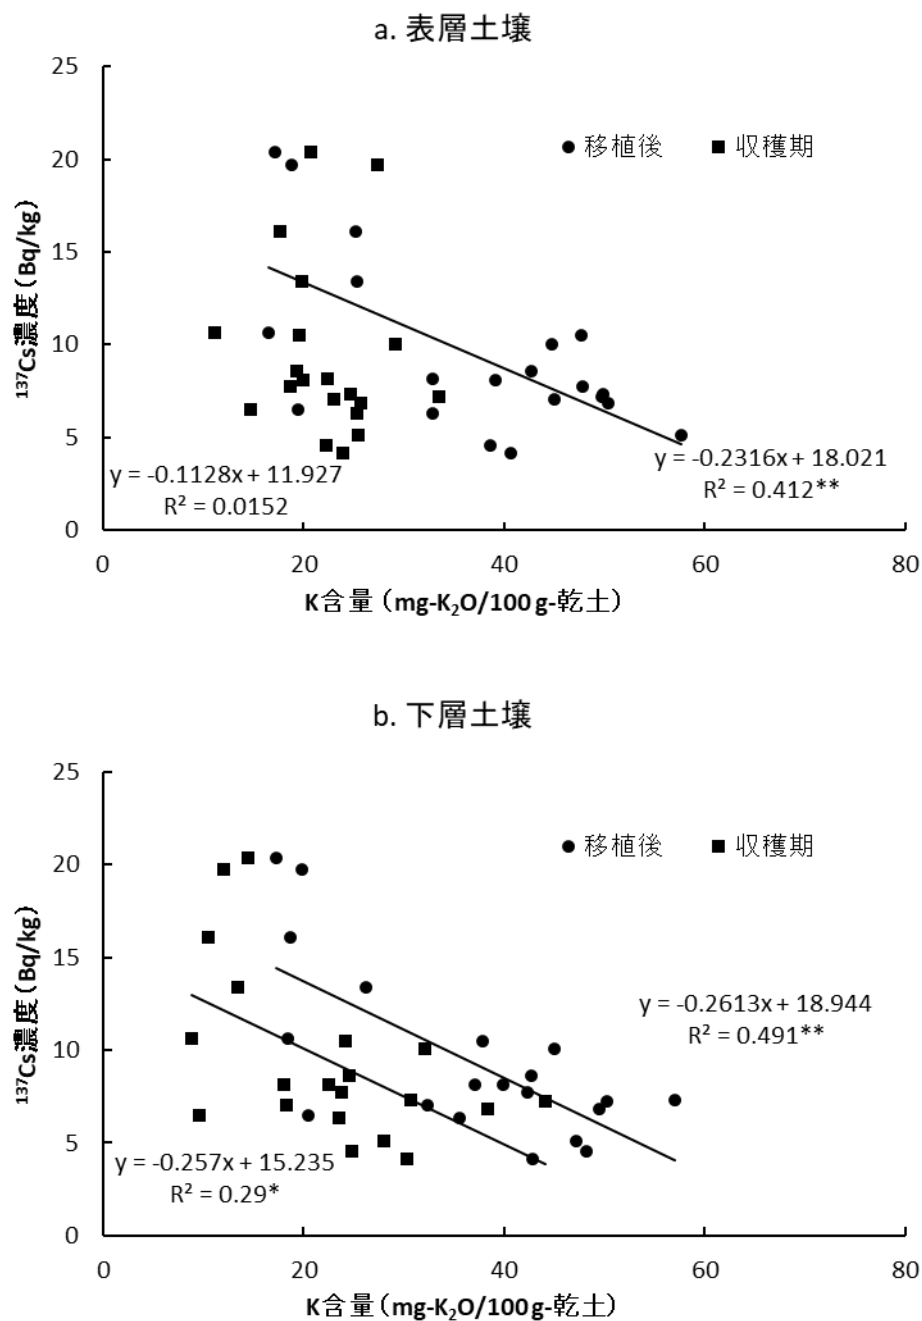 a. 表層土壌
25
20
15
10
5
0
¹³⁷Cs濃度(Bq/kg)
● 移植後 ■ 収穫期
y = -0.1128x + 11.927
R² = 0.0152
y = -0.2316x + 18.021
R² = 0.412**
0 20 40 60 80
K含量(mg-K₂O/100 g-乾土)
b. 下層土壌
25
20
15
10
5
0
¹³⁷Cs濃度(Bq/kg)
● 移植後 ■ 収穫期
y = -0.2613x + 18.944
R² = 0.491**
y = -0.257x + 15.235
R² = 0.29*
0 20 40 60 80
K含量(mg-K₂O/100 g-乾土)